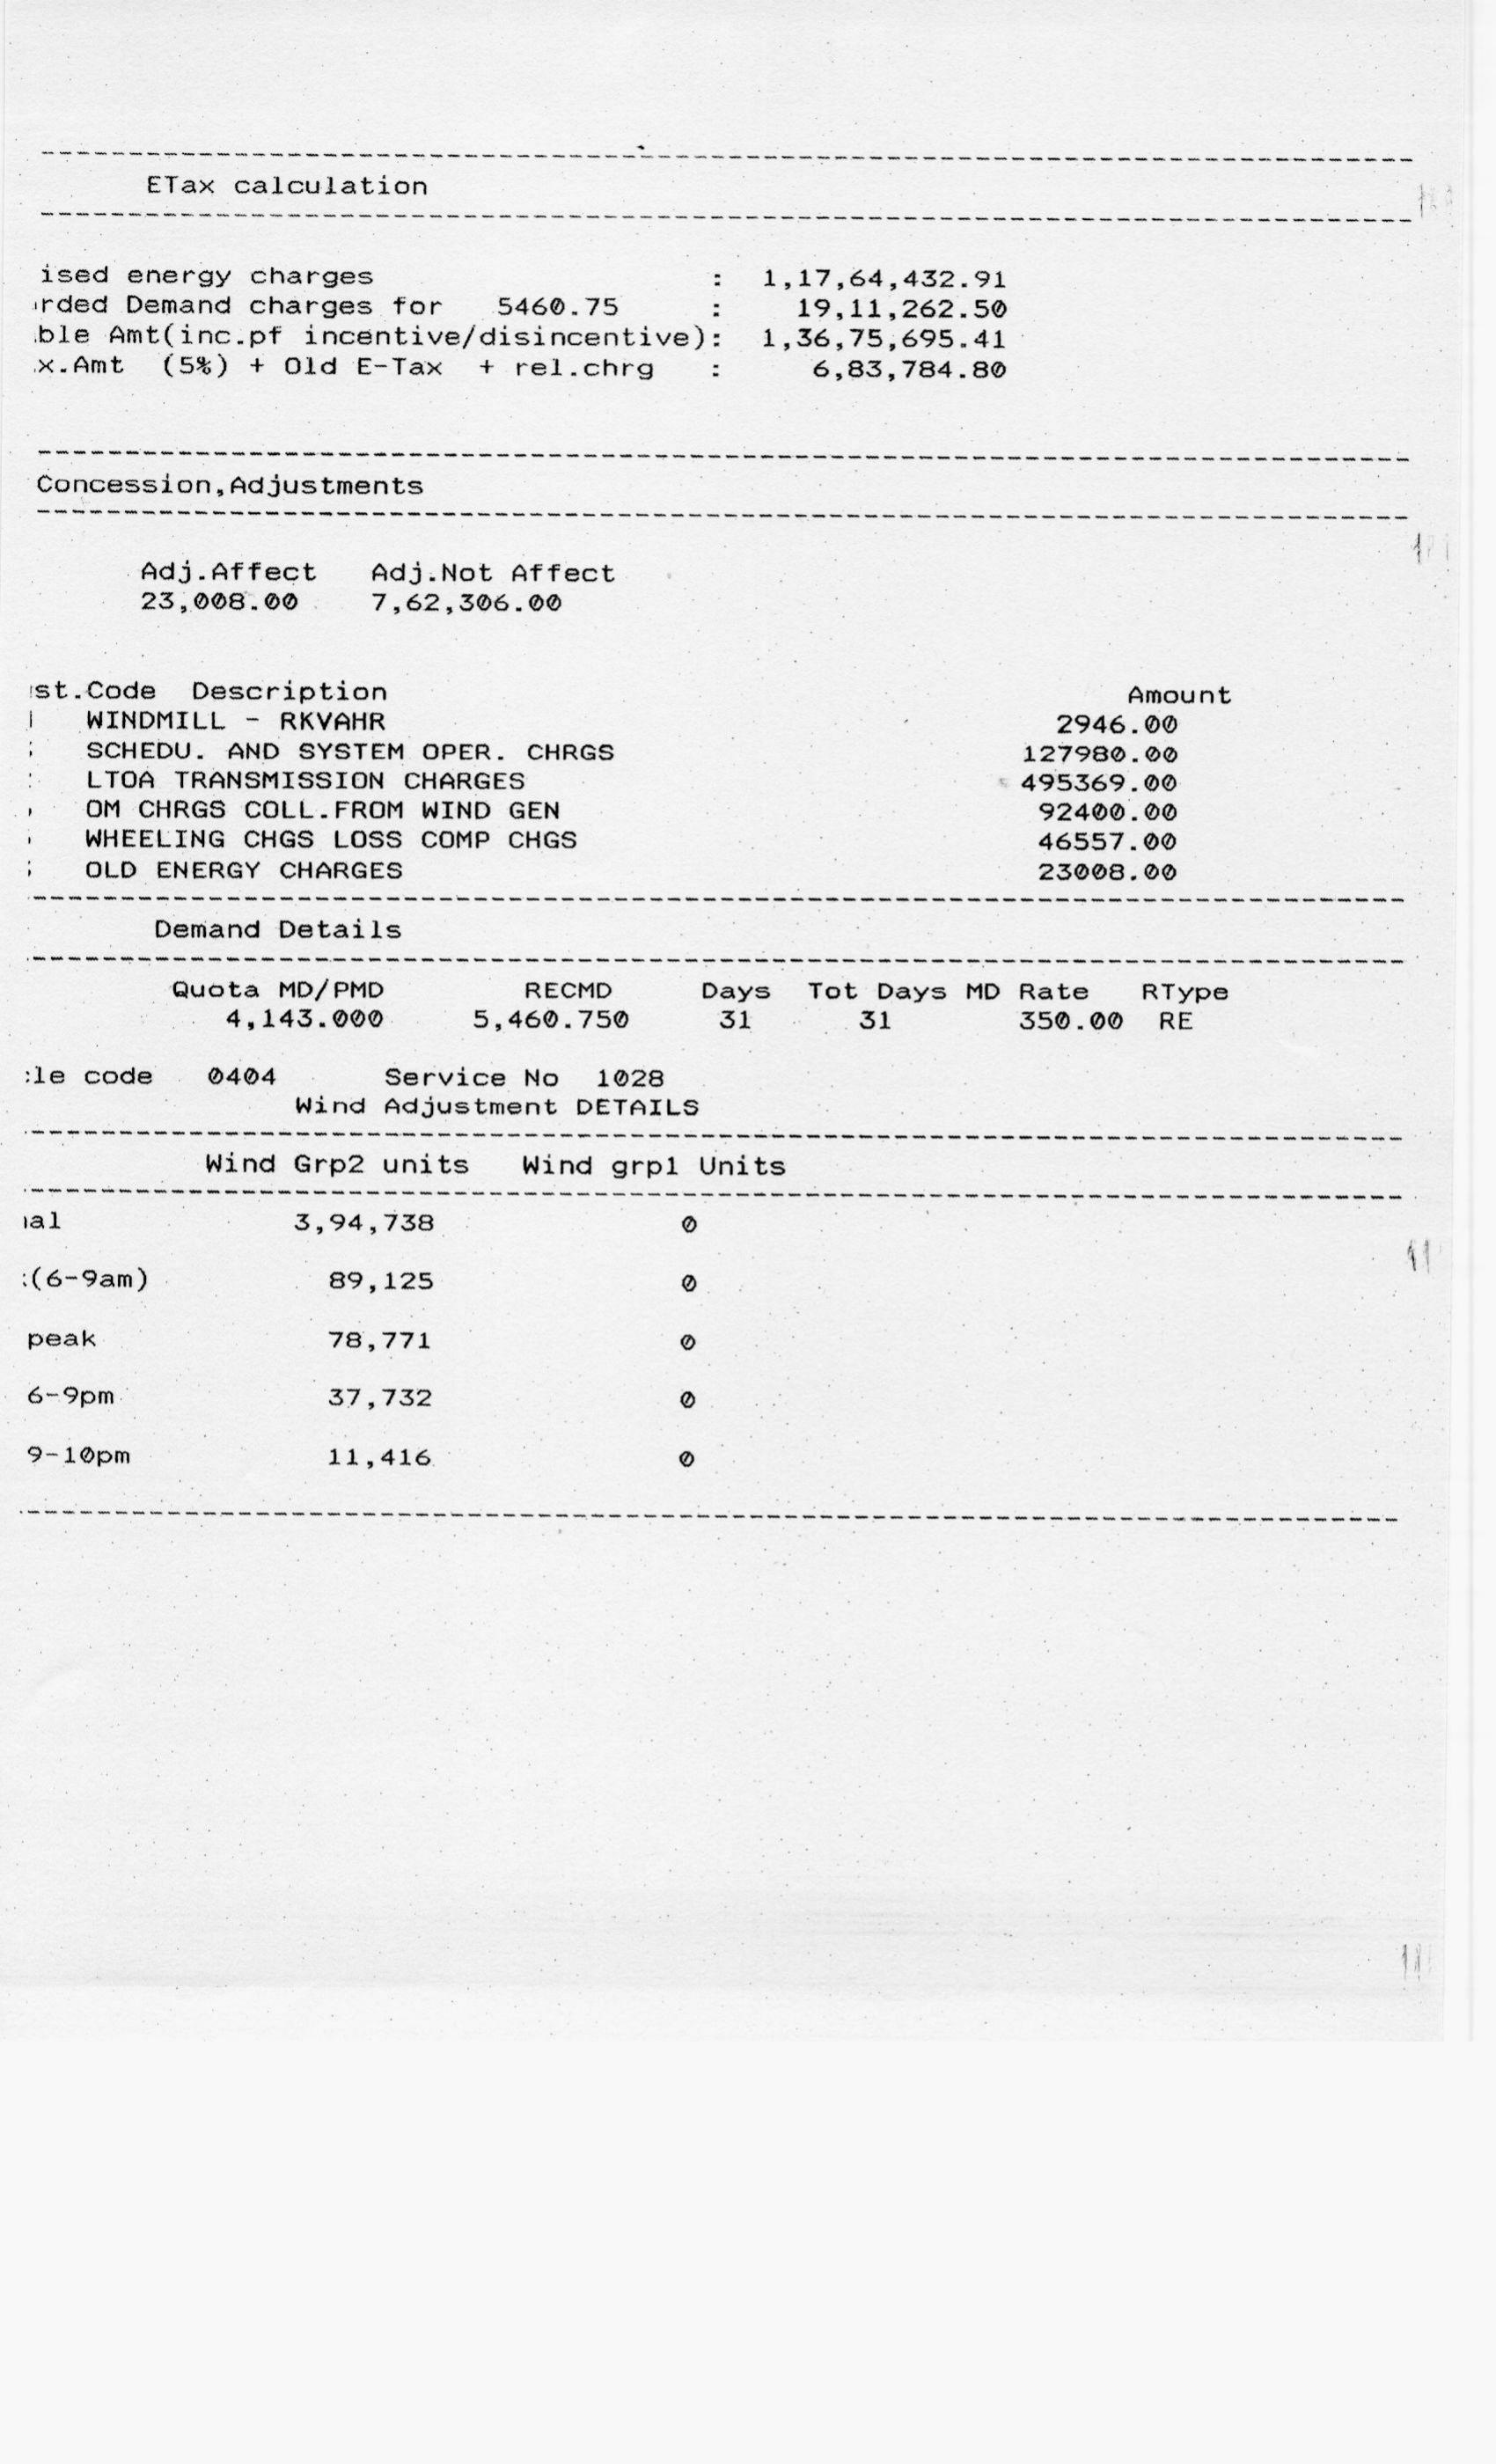 ETax calculation
ised energy charges : 1,17,64,432.91
rded Demand charges for 5460.75 : 19,11,262.50
ble Amt(inc.pf incentive/disincentive): 1,36,75,695.41
x.Amt (5%) + Old E-Tax + rel.chrg : 6,83,784.80
Concession,Adjustments
Adj.Affect Adj.Not Affect
23,008.00 7,62,306.00
st.Code Description Amount
WINDMILL - RKVAHR 2946.00
SCHEDU. AND SYSTEM OPER. CHRGS 127980.00
LTOA TRANSMISSION CHARGES 495369.00
OM CHRGS COLL.FROM WIND GEN 92400.00
WHEELING CHGS LOSS COMP CHGS 46557.00
OLD ENERGY CHARGES 23008.00
Demand Details
Quota MD/PMD RECMD Days Tot Days MD Rate RType
4,143.000 5,460.750 31 31 350.00 RE
le code 0404 Service No 1028
Wind Adjustment DETAILS
Wind Grp2 units Wind grp1 Units
al 3,94,738 0
(6-9am) 89,125 0
peak 78,771 0
6-9pm 37,732 0
9-10pm 11,416 0